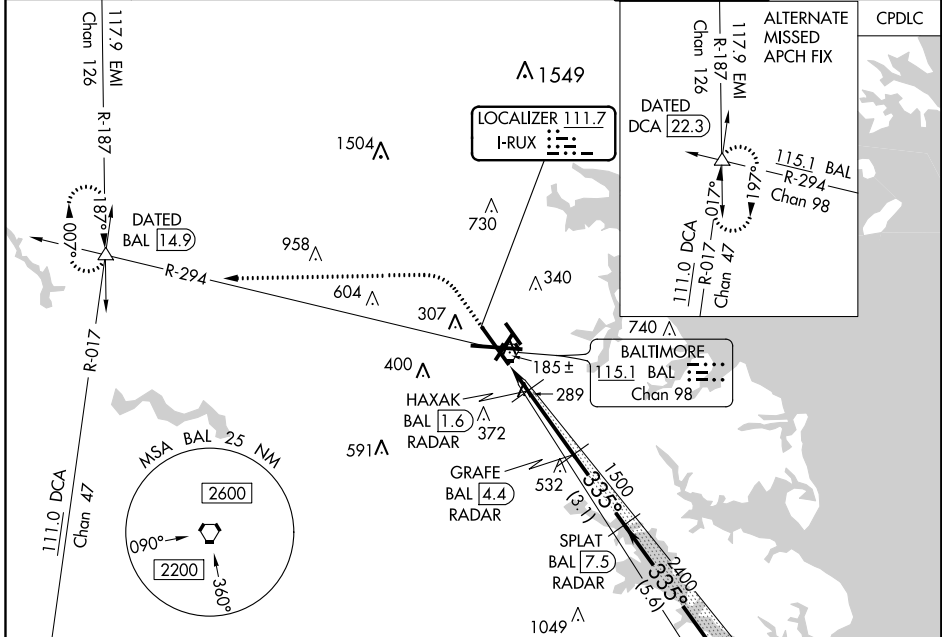 117.9 EMI
Chan 126
R-187
187°
007°
DATED
BAL 14.9
R-294
R-017
111.0 DCA
Chan 47
1549
1504
LOCALIZER 111.7
I-RUX
730
958
604
340
307
400
740
BALTIMORE
115.1 BAL
Chan 98
185 ±
289
HAXAK
BAL 1.6
RADAR
372
591
GRAFE
BAL 4.4
RADAR
532
(3.1)
335°
1500
SPLAT
BAL 7.5
RADAR
2400
335°
(5.6)
1049
MSA BAL 25 NM
2600
090°
2200
360°
ALTERNATE
MISSED
APCH FIX
117.9 EMI
Chan 126
R-187
DATED
DCA 22.3
115.1 BAL
R-294
Chan 98
017°
197°
111.0 DCA
R-017
Chan 47
CPDLC